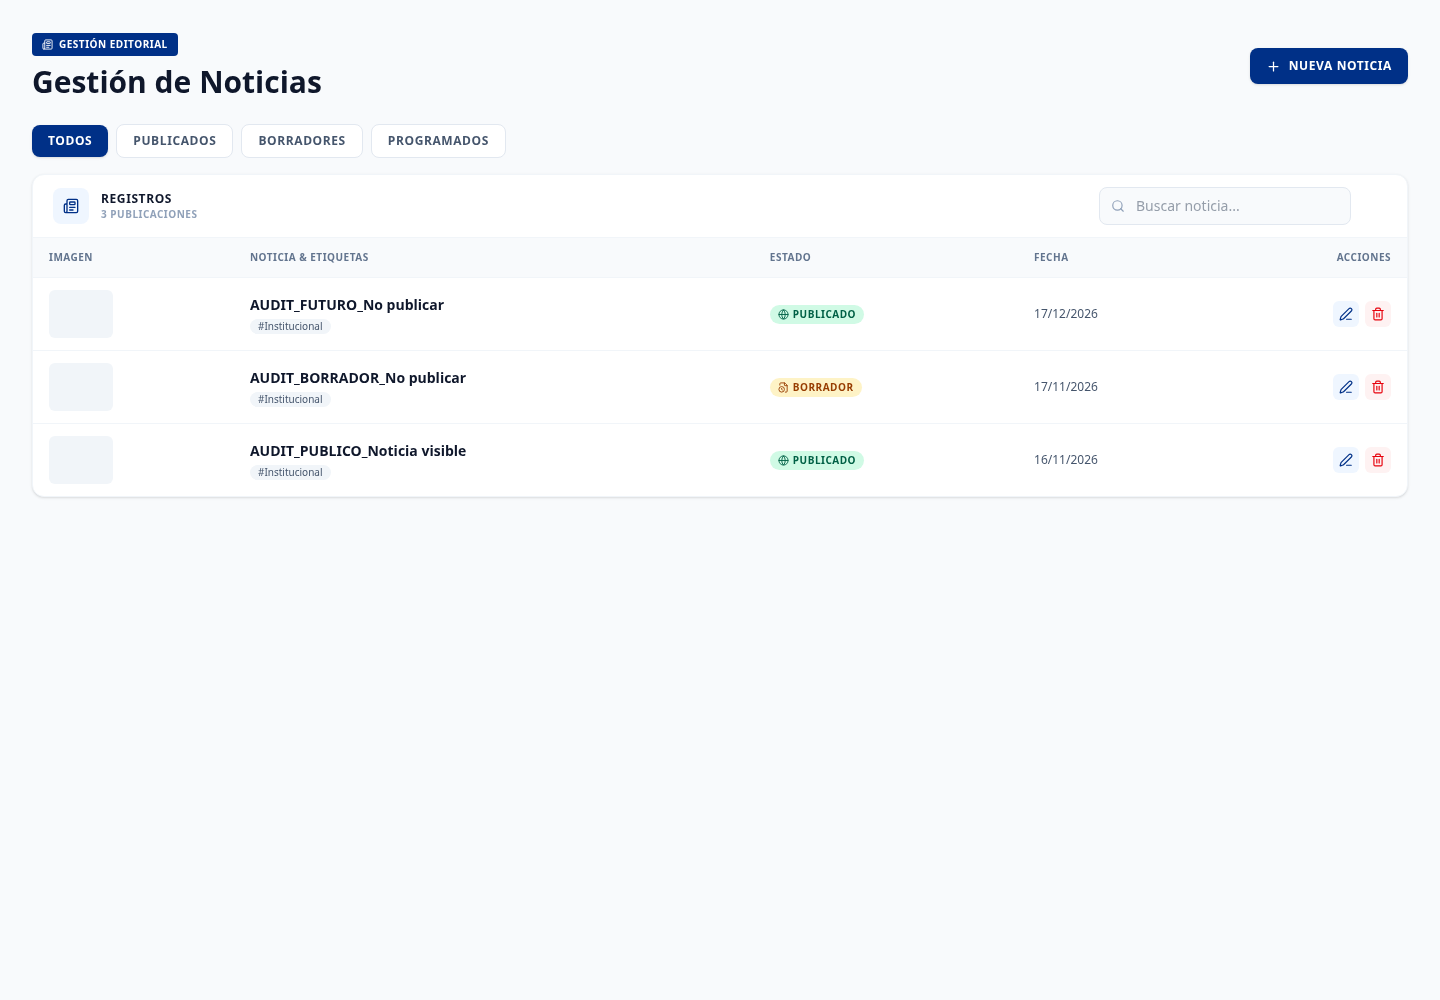 GESTIÓN EDITORIAL
Gestión de Noticias
NUEVA NOTICIA
TODOS PUBLICADOS BORRADORES PROGRAMADOS
REGISTROS
3 PUBLICACIONES
Buscar noticia...
IMAGEN NOTICIA & ETIQUETAS ESTADO FECHA ACCIONES
AUDIT_FUTURO_No publicar
#Institucional
PUBLICADO 17/12/2026
AUDIT_BORRADOR_No publicar
#Institucional
BORRADOR 17/11/2026
AUDIT_PUBLICO_Noticia visible
#Institucional
PUBLICADO 16/11/2026